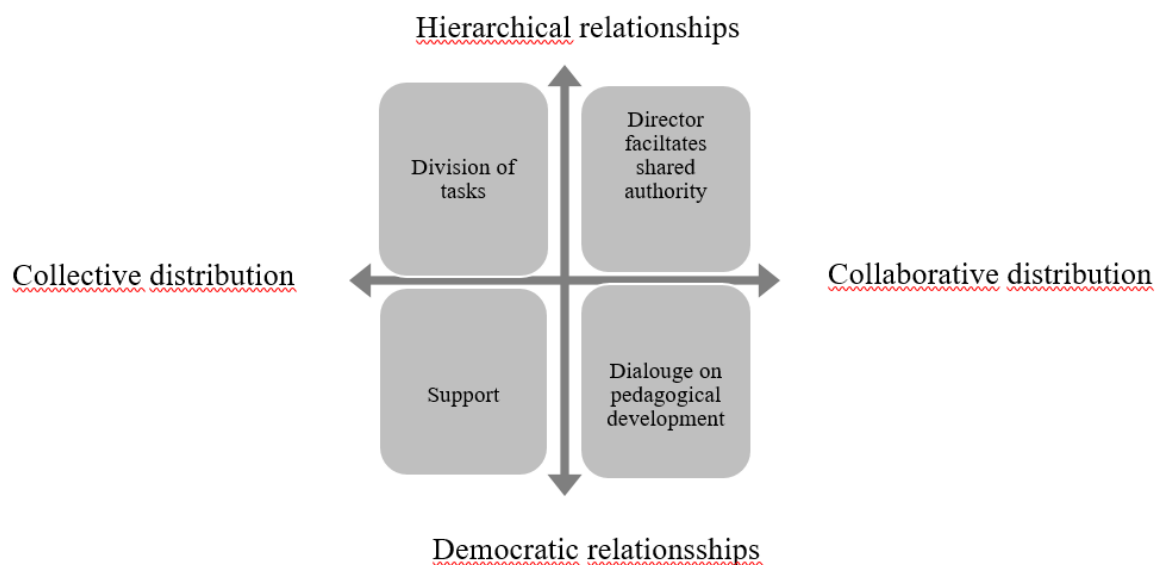 Hierarchical relationships
Division of
tasks
Director
faciltates
shared
authority
Collective distribution
Collaborative distribution
Support
Dialouge on
pedagogical
development
Democratic relationsships